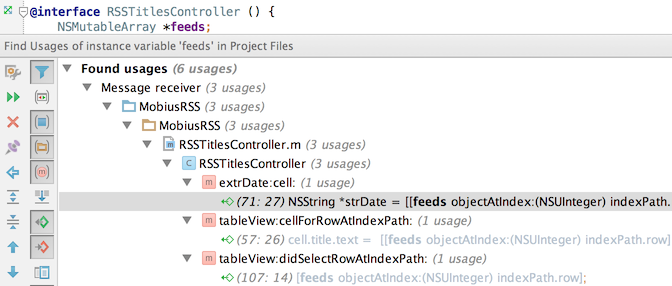 @interface RSSTitlesController () {
NSMutableArray *feeds;
Find Usages of instance variable 'feeds' in Project Files
Found usages (6 usages)
Message receiver (3 usages)
MobiusRSS (3 usages)
MobiusRSS (3 usages)
RSSTitlesController.m (3 usages)
C RSSTitlesController (3 usages)
m extrDate:cell: (1 usage)
(71: 27) NSString *strDate = [[feeds objectAtIndex:(NSUInteger) indexPath.
m tableView:cellForRowAtIndexPath: (1 usage)
(57: 26) cell.title.text = [[feeds objectAtIndex:(NSUInteger) indexPath.row]
m tableView:didSelectRowAtIndexPath: (1 usage)
(107: 14) [feeds objectAtIndex:(NSUInteger) indexPath.row];